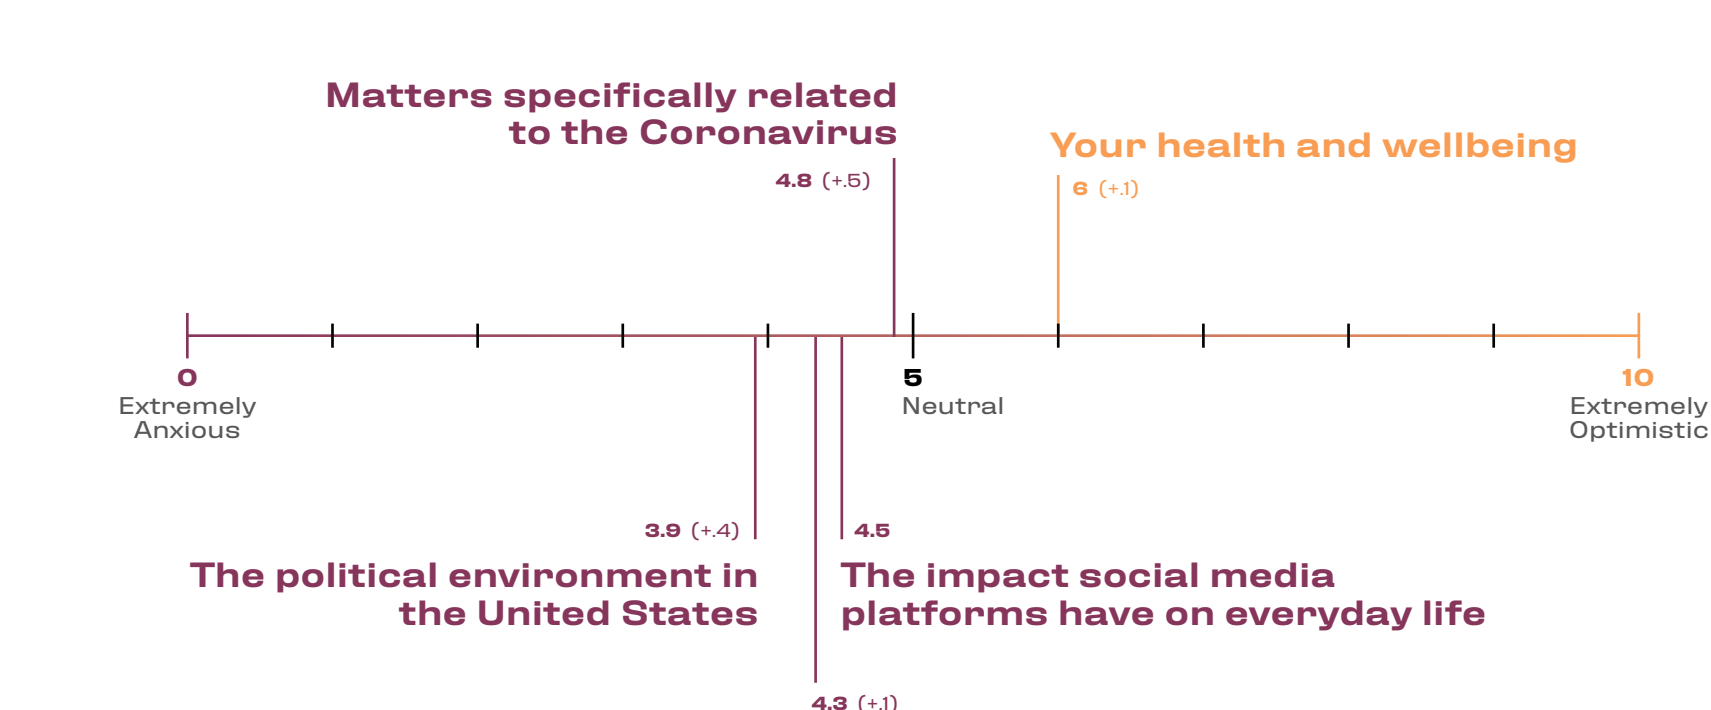 Matters specifically related
to the Coronavirus
4.8 (+.5)
Your health and wellbeing
6 (+.1)
0
Extremely
Anxious
5
Neutral
10
Extremely
Optimistic
3.9 (+.4)
The political environment in
the United States
4.5
The impact social media
platforms have on everyday life
4.3 (+.1)